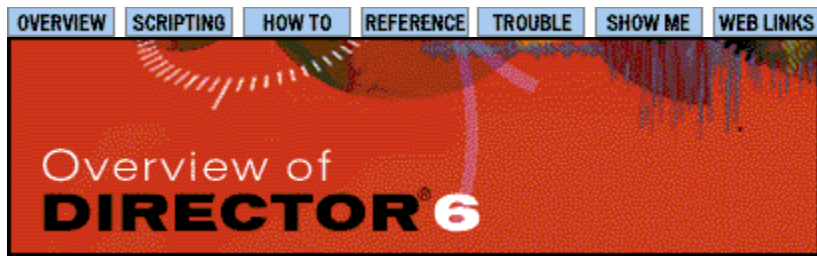 OVERVIEW SCRIPTING HOW TO REFERENCE TROUBLE SHOW ME WEB LINKS
Overview of
DIRECTOR® 6